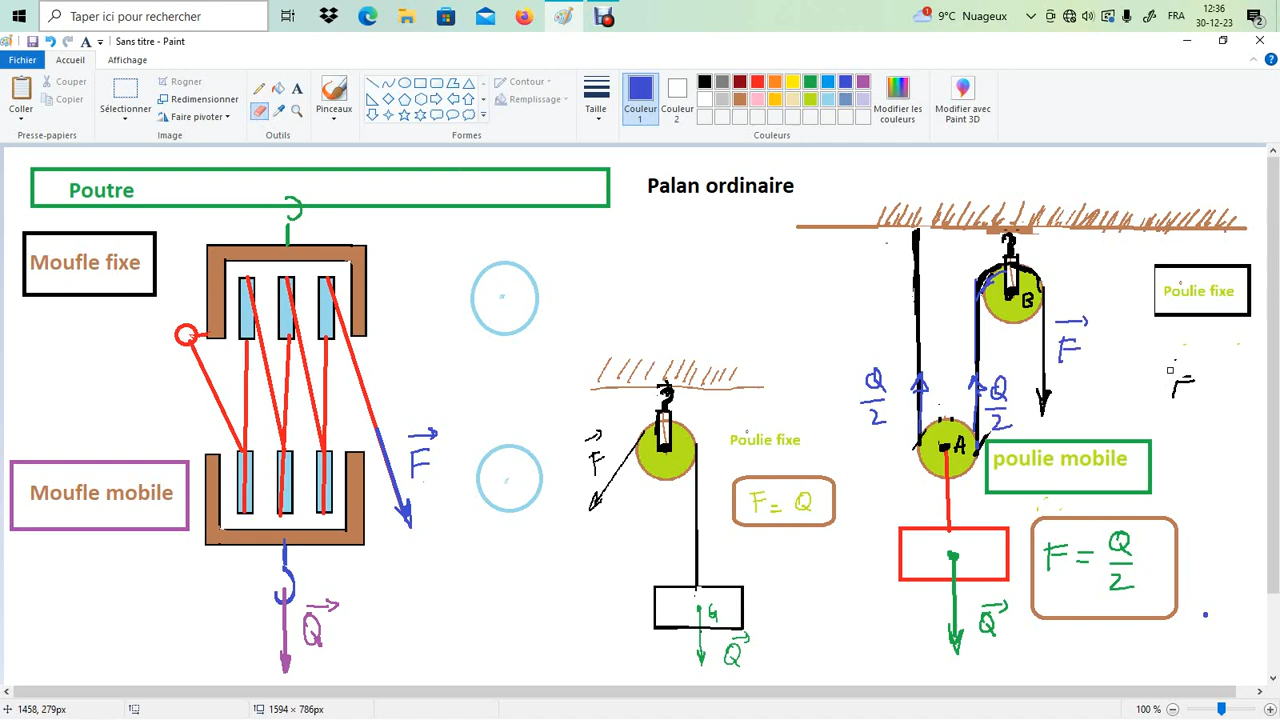 Taper ici pour rechercher
9°C Nuageux
FRA
12:36
30-12-23
2
Sans titre - Paint
Fichier
Accueil
Affichage
Coller
Couper
Copier
Presse-papiers
Sélectionner
Rogner
Redimensionner
Faire pivoter
Image
A
Outils
Pinceaux
Formes
Contour
Remplissage
Taille
Couleur
1
Couleur
2
Modifier les
couleurs
Couleurs
Modifier avec
Paint 3D
Poutre
Palan ordinaire
Moufle fixe
Poulie fixe
B
F
F
Q
2
Q
2
A
F
Poulie fixe
poulie mobile
F
Moufle mobile
F = Q
F = Q
2
G
Q
Q
Q
1458, 279px
1594 × 786px
100 %